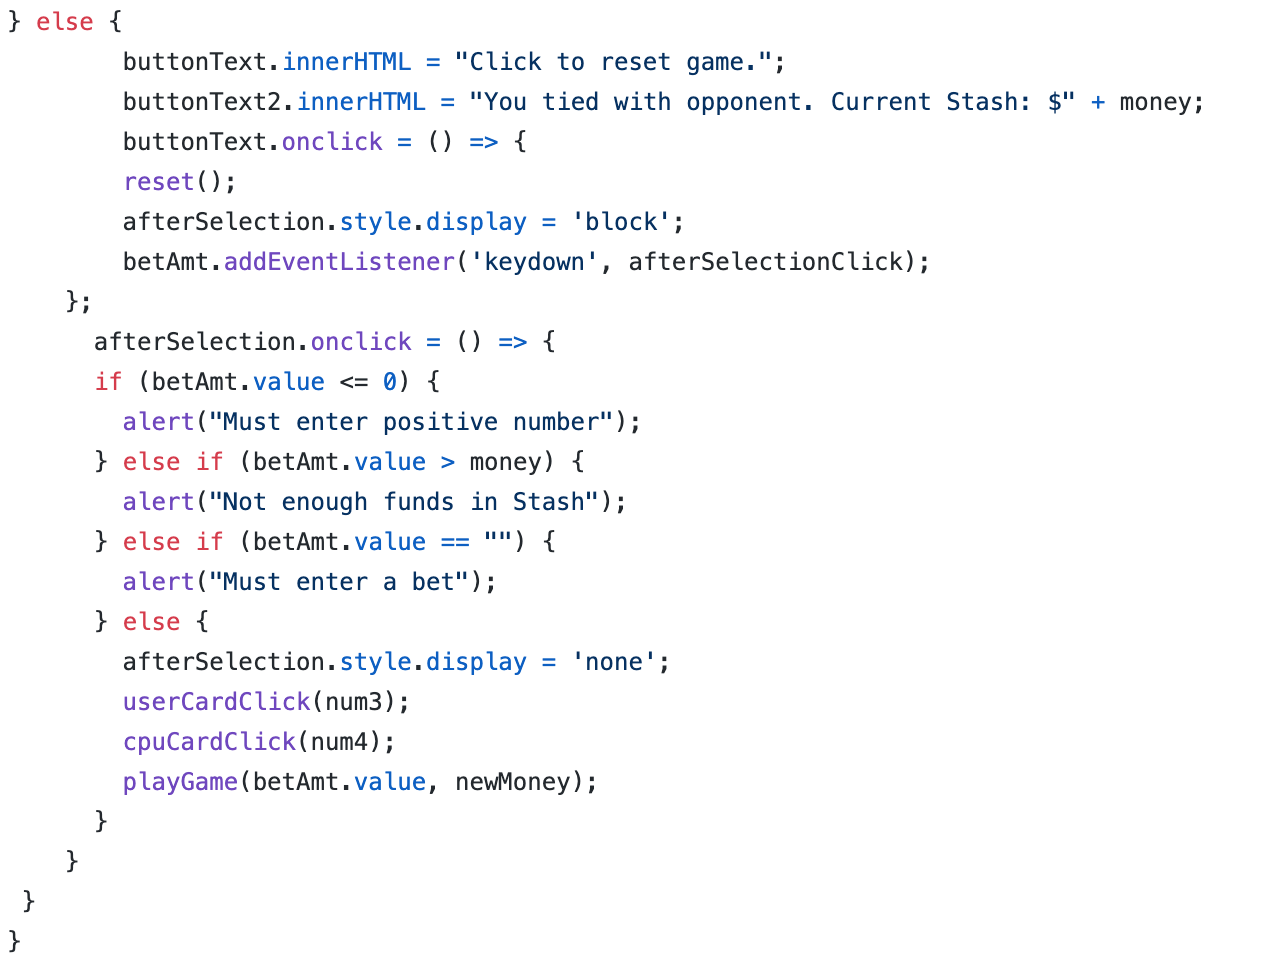 } else {
        buttonText.innerHTML = "Click to reset game.";
        buttonText2.innerHTML = "You tied with opponent. Current Stash: $" + money;
        buttonText.onclick = () => {
        reset();
        afterSelection.style.display = 'block';
        betAmt.addEventListener('keydown', afterSelectionClick);
    };
      afterSelection.onclick = () => {
      if (betAmt.value <= 0) {
        alert("Must enter positive number");
      } else if (betAmt.value > money) {
        alert("Not enough funds in Stash");
      } else if (betAmt.value == "") {
        alert("Must enter a bet");
      } else {
        afterSelection.style.display = 'none';
        userCardClick(num3);
        cpuCardClick(num4);
        playGame(betAmt.value, newMoney);
      }
    }
 }
}